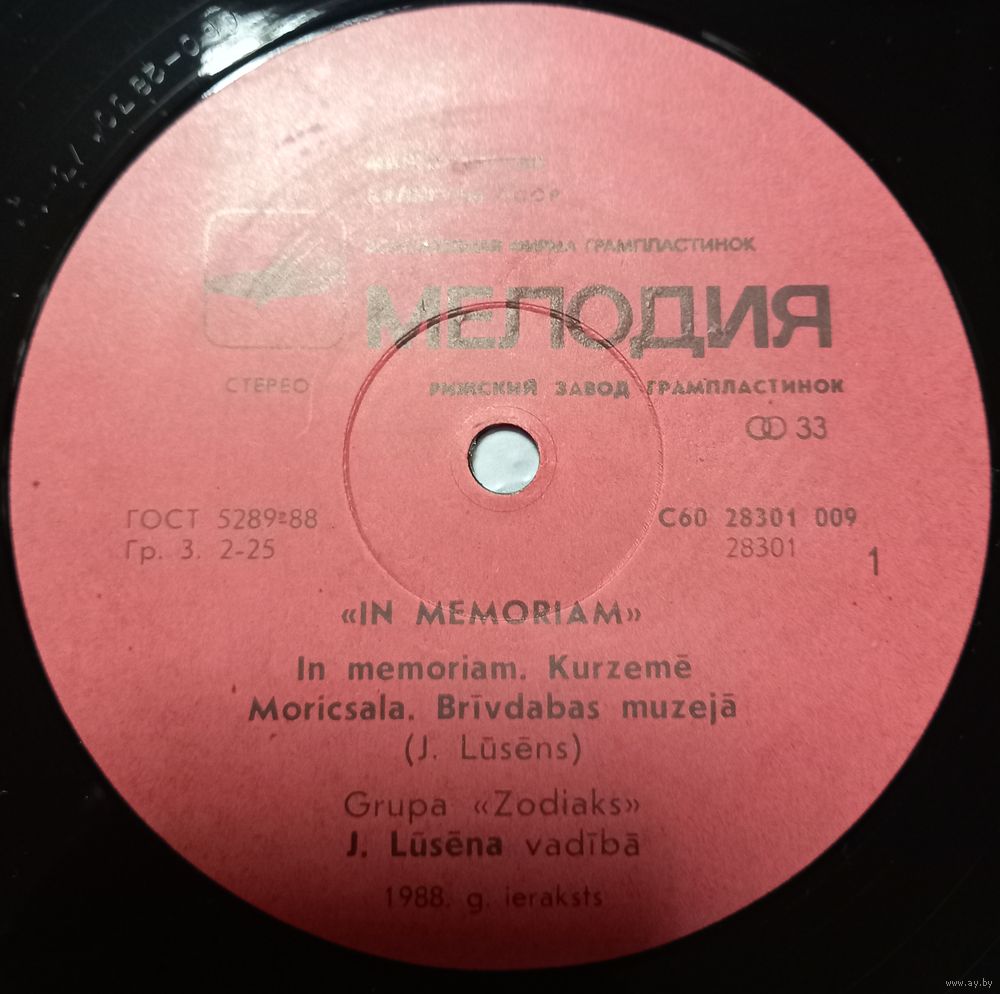 ФИРМА ГРАМПЛАСТИНОК
МЕЛОДИЯ
СТЕРЕО
РИЖСКИЙ ЗАВОД ГРАМПЛАСТИНОК
33
ГОСТ 5289-88
С60 28301 009
Гр. 3. 2-25
28301
1
«IN MEMORIAM»
In memoriam. Kurzemē
Moricsala. Brīvdabas muzejā
(J. Lūsēns)
Grupa «Zodiaks»
J. Lūsēna vadībā
1988. g. ieraksts
www.ay.by